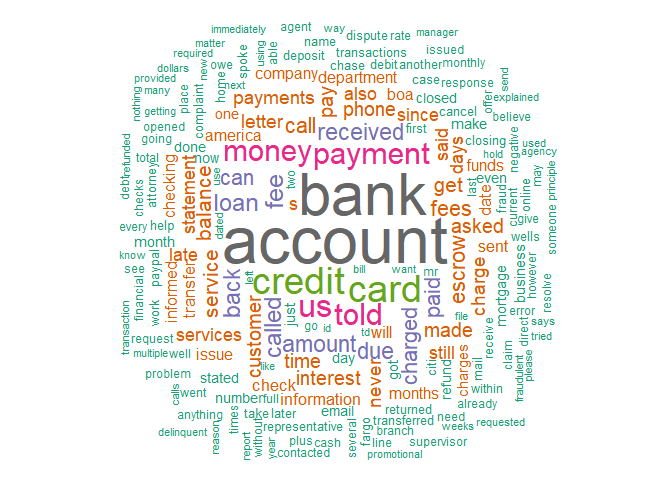 immediately
agent
way
manager
matter
name
dispute
rate
required
using
able
spoke
deposit
transactions
issued
dollars
new
owe
chase
debit
another
monthly
provided
home
company
department
case
response
send
nothing
many
place
complaint
next
payments
pay
also
boa
closed
offer
explained
getting
one
letter
call
phone
since
cancel
believe
opened
america
received
first
make
refunded
going
done
said
closing
negative
used
total
now
money
payment
days
hold
agency
debt
attorney
checking
statement
balance
can
fee
two
bank
get
last
even
funds
fraud
may
checks
use
loan
s
fees
date
current
online
someone
principle
every
help
dated
account
asked
give
month
know
paypal
late
back
left
bill
want
mr
escrow
sent
wells
business
however
see
informed
transfer
service
credit
card
paid
charge
mortgage
resolve
financial
work
us
told
file
error
direct
transaction
request
services
customer
called
just
go
id
td
will
made
receive
says
tried
multiple
well
issue
amount
due
charged
still
mail
claim
problem
stated
time
day
got
citi
charges
within
fraudulent
please
calls
went
check
like
interest
never
months
refund
already
anything
number
full
information
email
returned
need
weeks
requested
delinquent
reason
times
take
later
representative
several
fargo
transferred
branch
supervisor
report
year
without
plus
cash
line
contacted
promotional